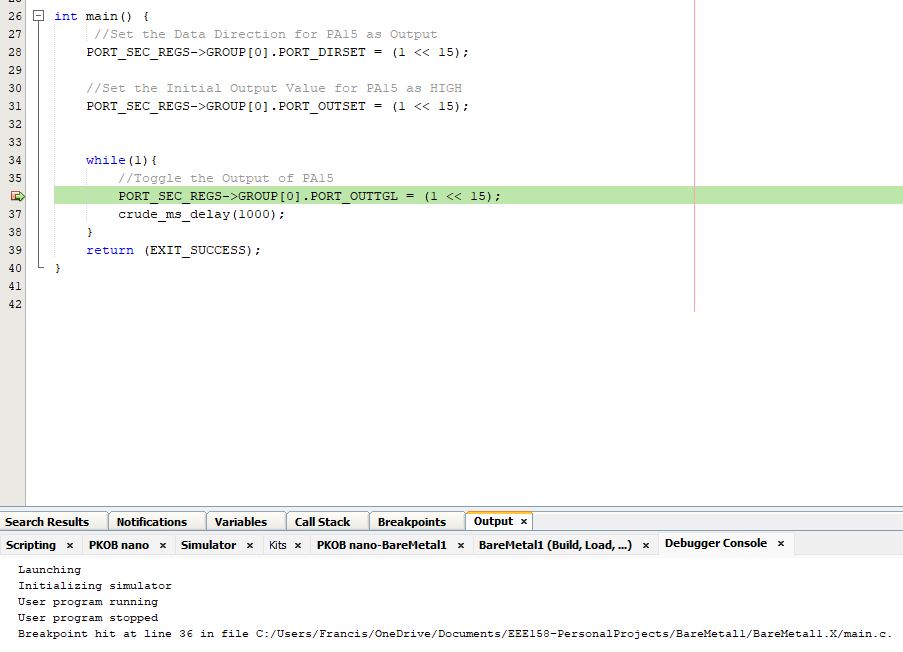 26 int main() {
27 //Set the Data Direction for PA15 as Output
28 PORT_SEC_REGS->GROUP[0].PORT_DIRSET = (1 << 15);
29
30 //Set the Initial Output Value for PA15 as HIGH
31 PORT_SEC_REGS->GROUP[0].PORT_OUTSET = (1 << 15);
32
33
34 while(1){
35 //Toggle the Output of PA15
PORT_SEC_REGS->GROUP[0].PORT_OUTTGL = (1 << 15);
37 crude_ms_delay(1000);
38 }
39 return (EXIT_SUCCESS);
40 }
41
42
Search Results Notifications Variables Call Stack Breakpoints Output ×
Scripting × PKOB nano × Simulator × Kits × PKOB nano-BareMetal1 × BareMetal1 (Build, Load, ...) × Debugger Console ×
Launching
Initializing simulator
User program running
User program stopped
Breakpoint hit at line 36 in file C:/Users/Francis/OneDrive/Documents/EEE158-PersonalProjects/BareMetal1/BareMetal1.X/main.c.